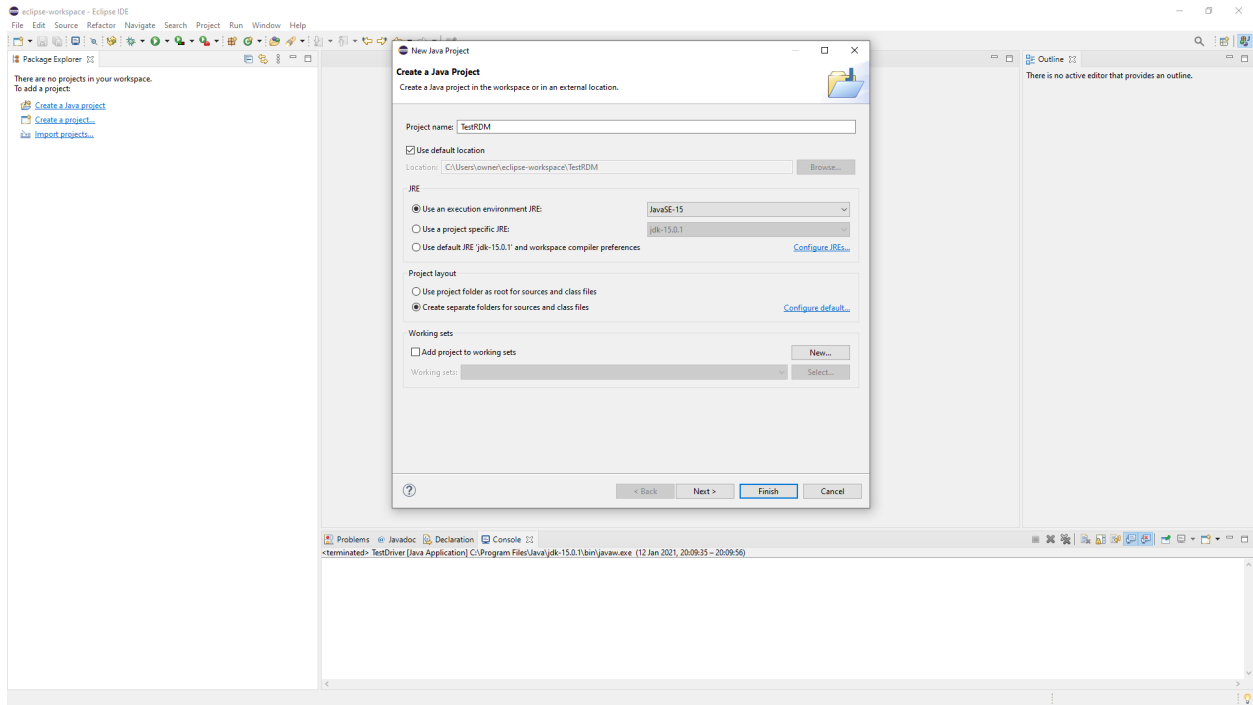 eclipse-workspace - Eclipse IDE
File Edit Source Refactor Navigate Search Project Run Window Help
Package Explorer
There are no projects in your workspace.
To add a project:
Create a Java project
Create a project...
Import projects...
New Java Project
Create a Java Project
Create a Java project in the workspace or in an external location.
Project name: TestRDM
Use default location
Location: C:\Users\owner\eclipse-workspace\TestRDM Browse...
JRE
Use an execution environment JRE: JavaSE-15
Use a project specific JRE: jdk-15.0.1
Use default JRE 'jdk-15.0.1' and workspace compiler preferences Configure JREs...
Project layout
Use project folder as root for sources and class files
Create separate folders for sources and class files Configure default...
Working sets
Add project to working sets New...
Working sets: Select...
< Back Next > Finish Cancel
Outline
There is no active editor that provides an outline.
Problems Javadoc Declaration Console
<terminated> TestDriver [Java Application] C:\Program Files\Java\jdk-15.0.1\bin\javaw.exe (12 Jan 2021, 20:09:35 – 20:09:56)